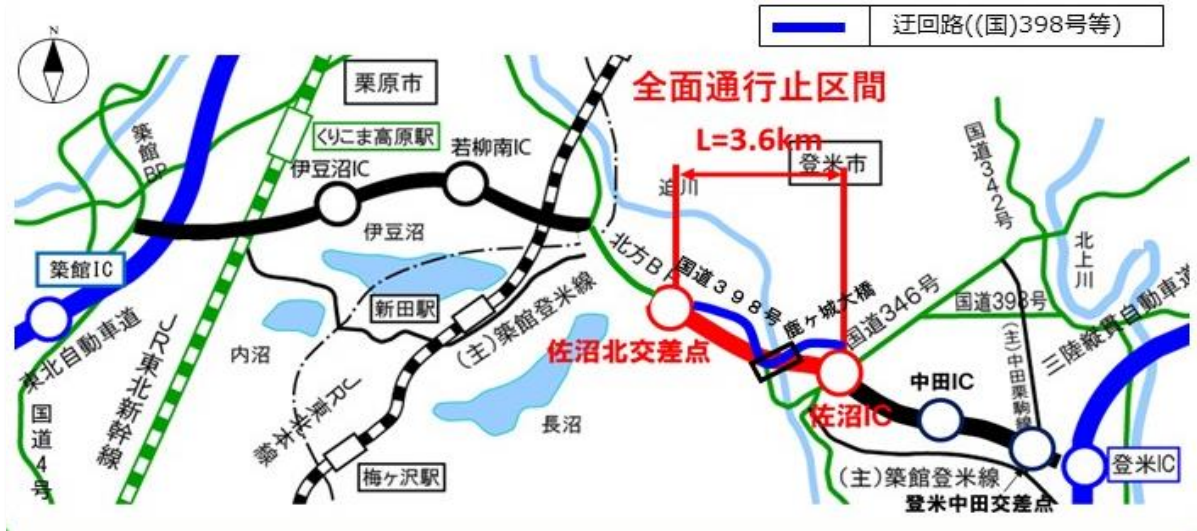 迂回路((国)398号等)
N
栗原市
全面通行止区間
L=3.6km
築館BP
くりこま高原駅
若柳南IC
伊豆沼IC
登米市
迫川
国道342号
伊豆沼
北方BP
国道398号
北上川
築館IC
新田駅
(主)築館登米線
鹿ヶ城大橋
国道346号
国道398号
三陸縦貫自動車道
東北自動車道
JR東北新幹線
内沼
佐沼北交差点
(主)中田栗駒線
国道4号
JR東北本線
長沼
中田IC
佐沼IC
梅ヶ沢駅
(主)築館登米線
登米IC
登米中田交差点